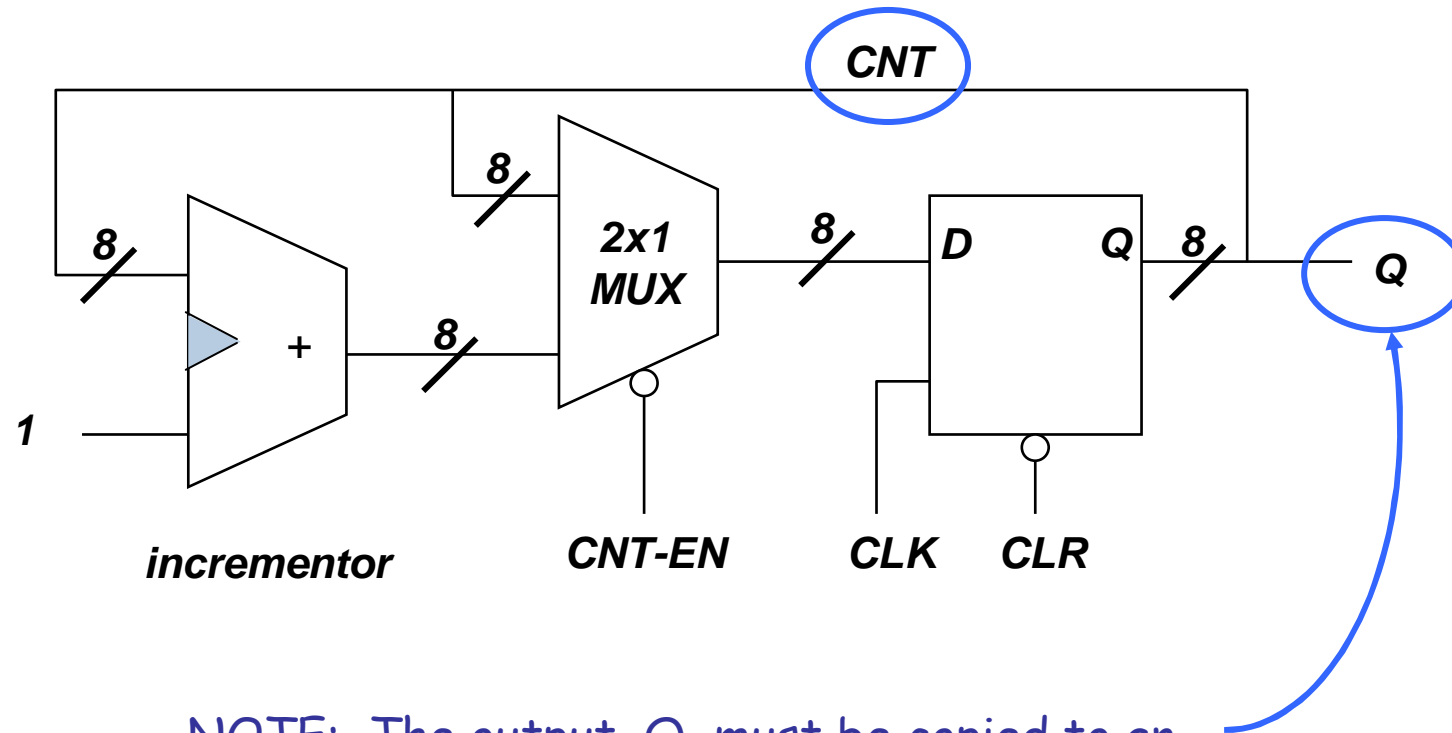 CNT
8
8
2x1
MUX
8
D
Q
8
Q
8
+
1
incrementor
CNT-EN
CLK
CLR
NOTE: The output, Q, must be copied to an